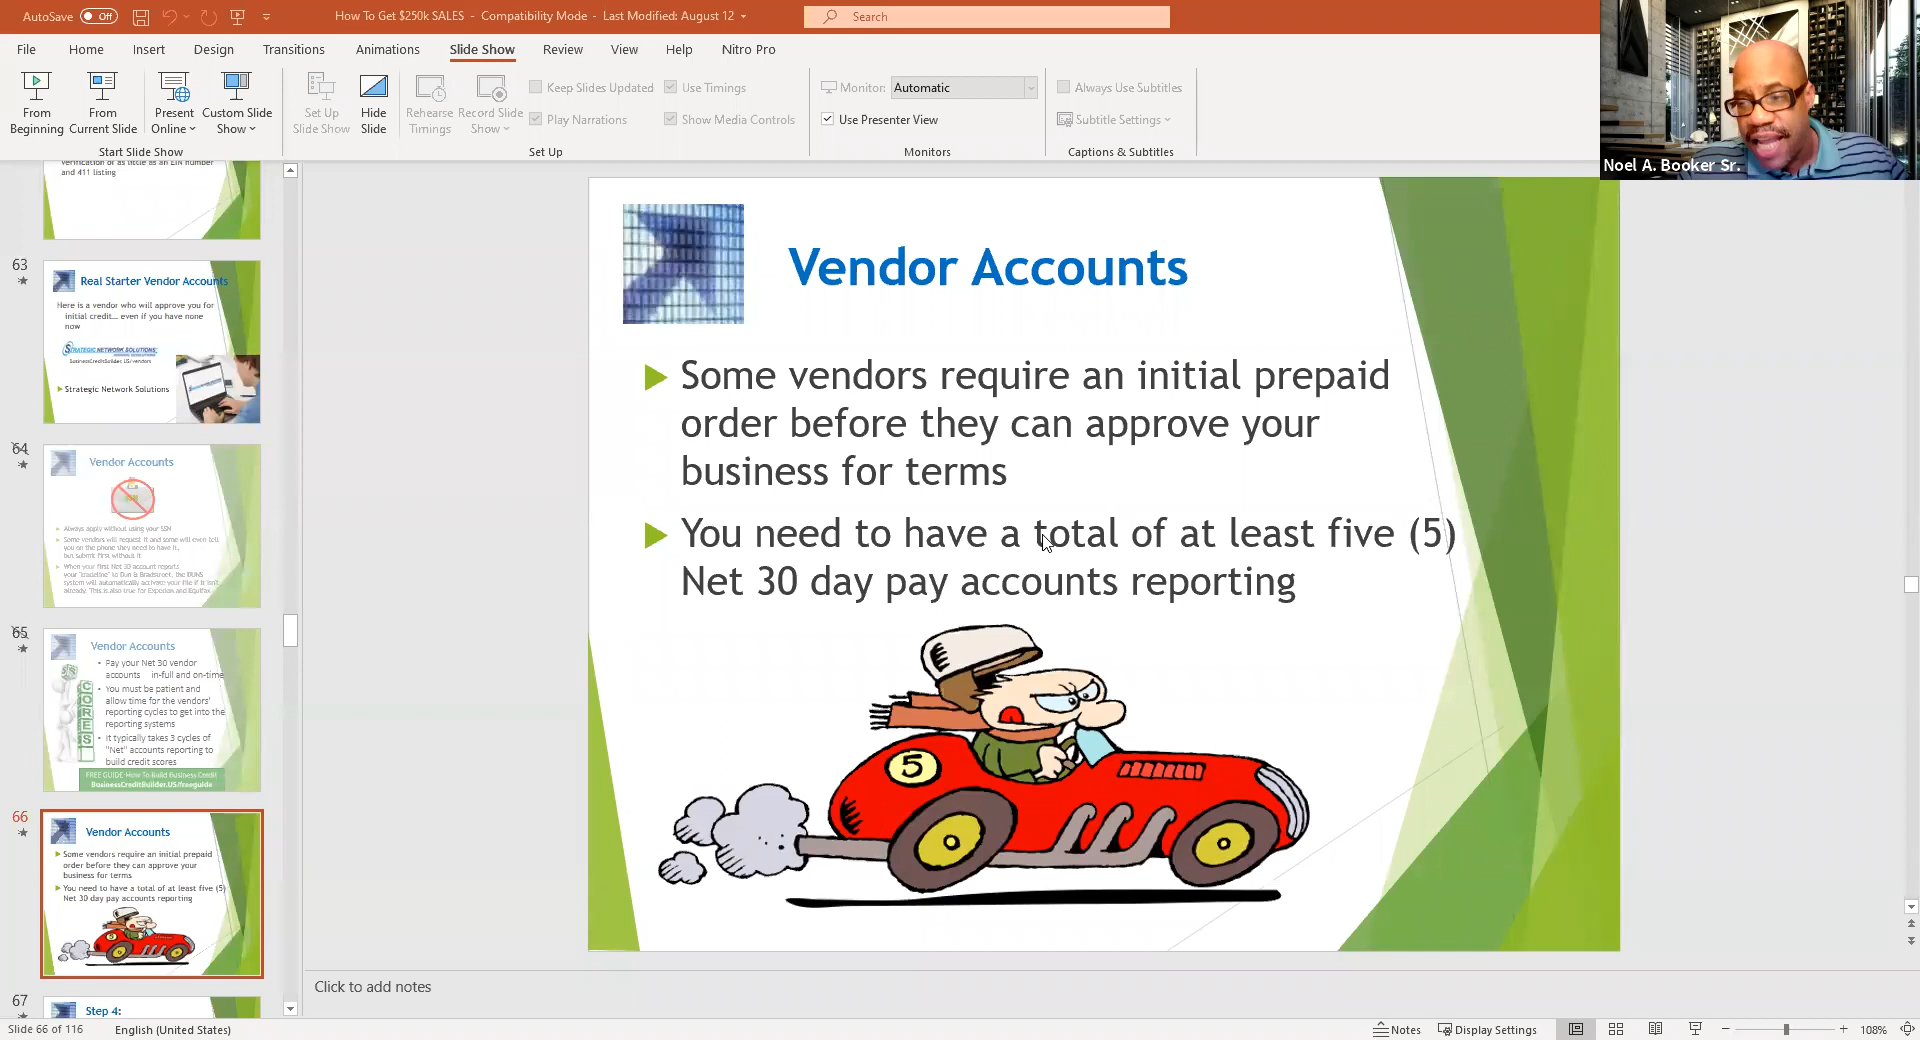 AutoSave Off
How To Get $250k SALES - Compatibility Mode - Last Modified: August 12
Search
File Home Insert Design Transitions Animations Slide Show Review View Help Nitro Pro
From Beginning
From Current Slide
Present Online
Custom Slide Show
Start Slide Show
Set Up Slide Show
Hide Slide
Rehearse Timings
Record Slide Show
Keep Slides Updated
Play Narrations
Use Timings
Show Media Controls
Set Up
Monitor: Automatic
Use Presenter View
Monitors
Always Use Subtitles
Subtitle Settings
Captions & Subtitles
Noel A. Booker Sr.
verification of as little as an EIN number
and 411 listing
63
Real Starter Vendor Accounts
Here is a vendor who will approve you for
initial credit... even if you have none
now
STRATEGIC NETWORK SOLUTIONS
BusinessCreditBuilder.US/vendors
Strategic Network Solutions
64
Vendor Accounts
Always apply without using your SSN
Some vendors will request it and some will even tell
you on the phone they need to have it,
but submit first without it
When your first Net 30 account reports
your "tradeline" to Dun & Bradstreet, the DUNS
system will automatically activate your file if it isn't
already. This is also true for Experian and Equifax.
65
Vendor Accounts
Pay your Net 30 vendor
accounts in-full and on-time
You must be patient and
allow time for the vendors'
reporting cycles to get into the
reporting systems
It typically takes 3 cycles of
"Net" accounts reporting to
build credit scores
FREE GUIDE: How To Build Business Credit
BusinessCreditBuilder.US/freeguide
66
Vendor Accounts
Some vendors require an initial prepaid
order before they can approve your
business for terms
You need to have a total of at least five (5)
Net 30 day pay accounts reporting
5
67
Step 4:
Vendor Accounts
Some vendors require an initial prepaid
order before they can approve your
business for terms
You need to have a total of at least five (5)
Net 30 day pay accounts reporting
5
Click to add notes
Slide 66 of 116 English (United States)
Notes Display Settings 108%